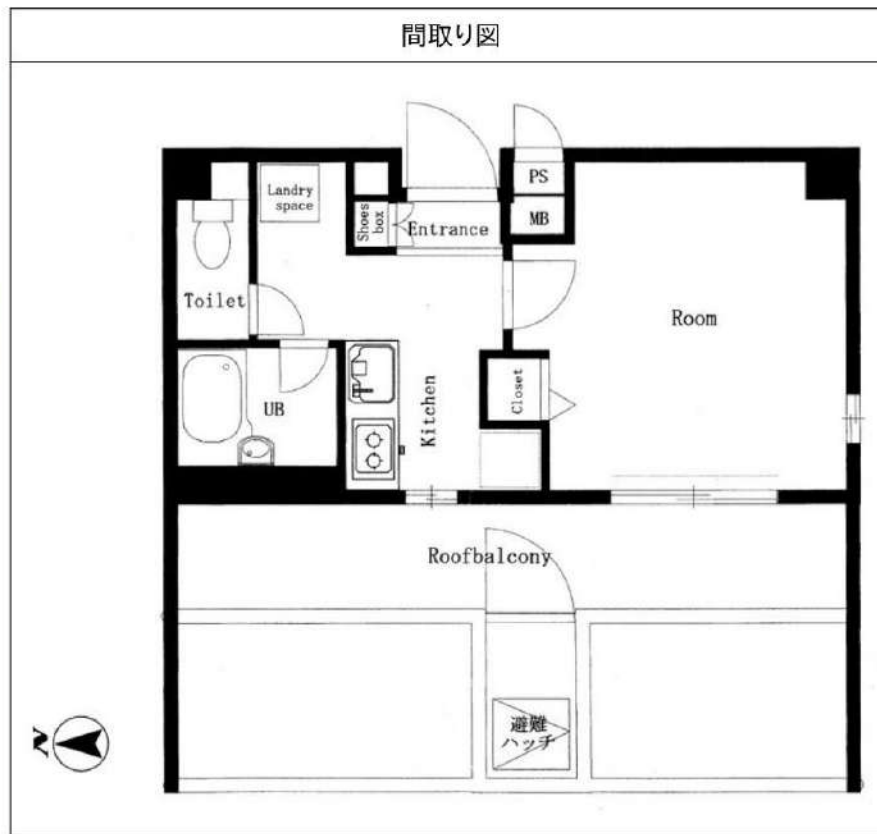 間取り図
PS
Landry
space
Shoes
box
Entrance
MB
Toilet
Room
Closet
Kitchen
UB
Roofbalcony
避難
ハッチ
N